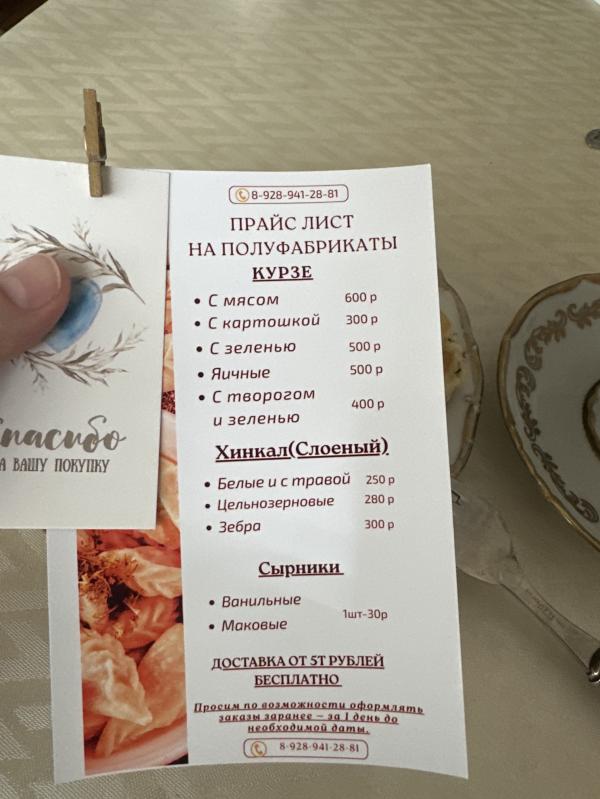 8-928-941-28-81
ПРАЙС ЛИСТ
НА ПОЛУФАБРИКАТЫ
КУРЗЕ
• С мясом 600 р
• С картошкой 300 р
• С зеленью 500 р
• Яичные 500 р
• С творогом
и зеленью 400 р
Хинкал(Слоеный)
• Белые и с травой 250 р
• Цельнозерновые 280 р
• Зебра 300 р
Сырники
• Ванильные
1шт-30р
• Маковые
ДОСТАВКА ОТ 5Т РУБЛЕЙ
БЕСПЛАТНО
Просим по возможности оформлять
заказы заранее – за 1 день до
необходимой даты.
8-928-941-28-81
Спасибо
А ВАШУ ПОКУПКУ